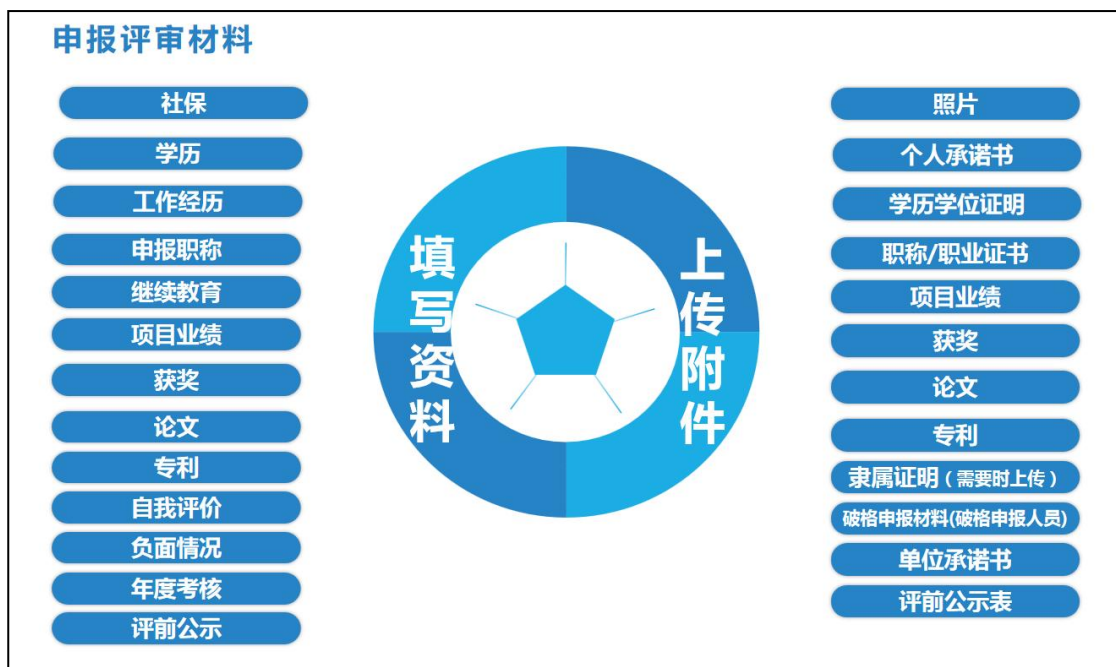 申报评审材料
社保
学历
工作经历
申报职称
继续教育
项目业绩
获奖
论文
专利
自我评价
负面情况
年度考核
评前公示
填写资料
上传附件
照片
个人承诺书
学历学位证明
职称/职业证书
项目业绩
获奖
论文
专利
隶属证明（需要时上传）
破格申报材料(破格申报人员)
单位承诺书
评前公示表